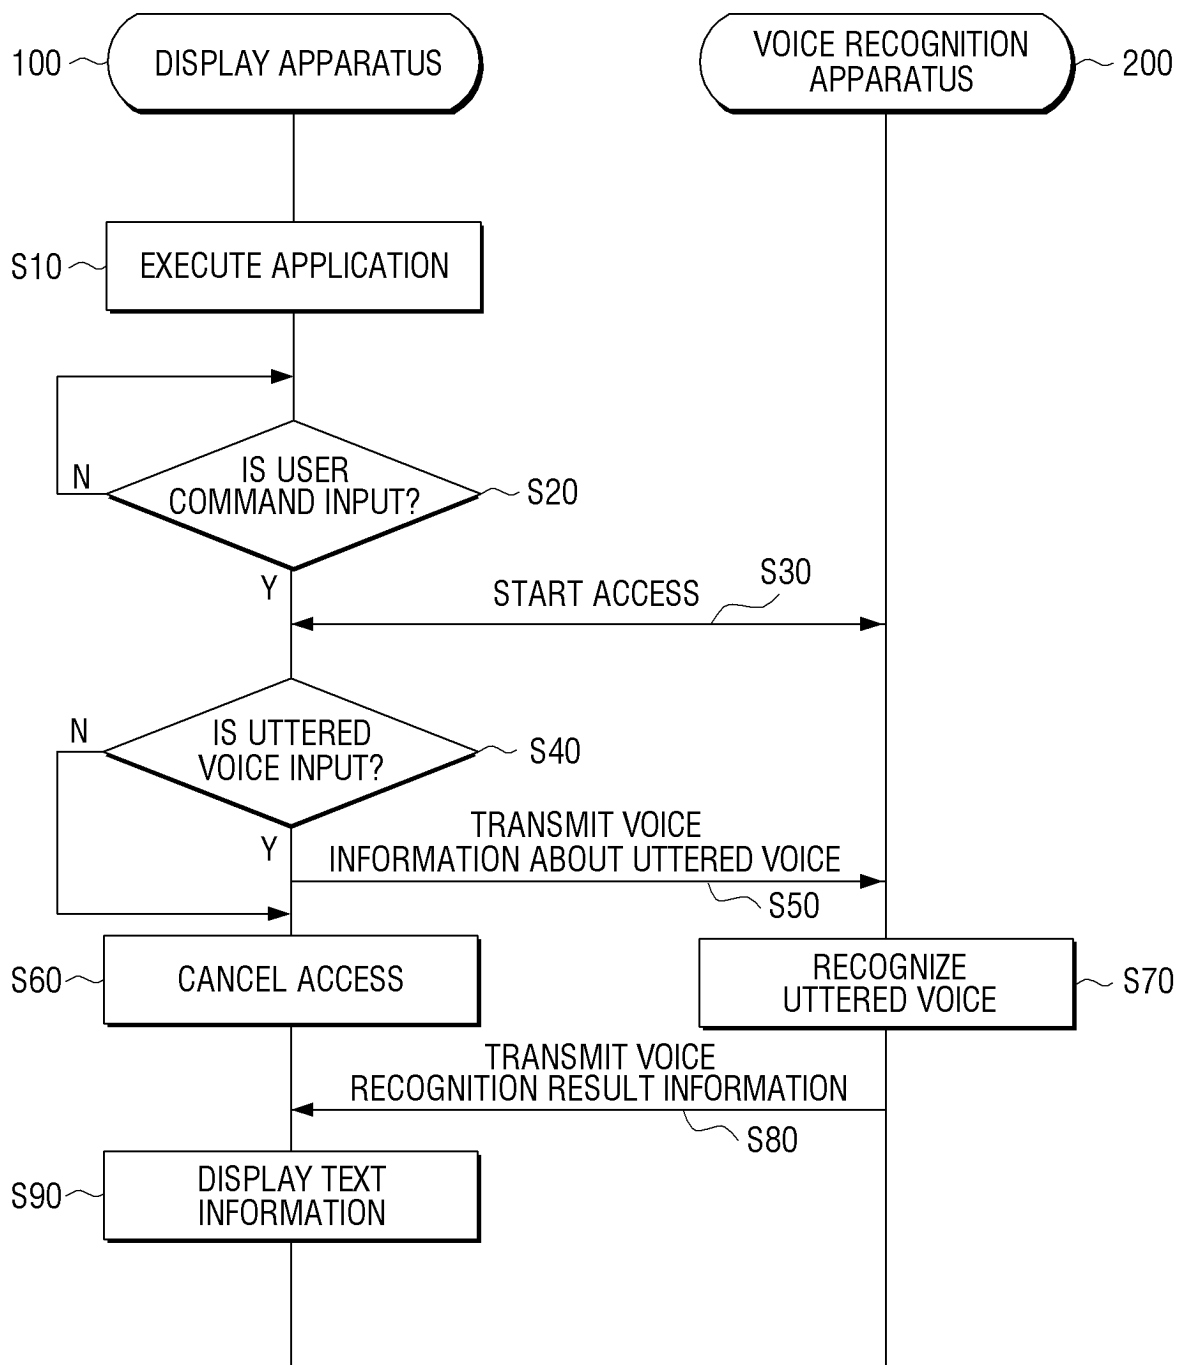 100
DISPLAY APPARATUS
VOICE RECOGNITION
APPARATUS
200
S10
EXECUTE APPLICATION
N
IS USER
COMMAND INPUT?
S20
Y
START ACCESS
S30
N
IS UTTERED
VOICE INPUT?
S40
Y
TRANSMIT VOICE
INFORMATION ABOUT UTTERED VOICE
S50
S60
CANCEL ACCESS
RECOGNIZE
UTTERED VOICE
S70
TRANSMIT VOICE
RECOGNITION RESULT INFORMATION
S80
S90
DISPLAY TEXT
INFORMATION